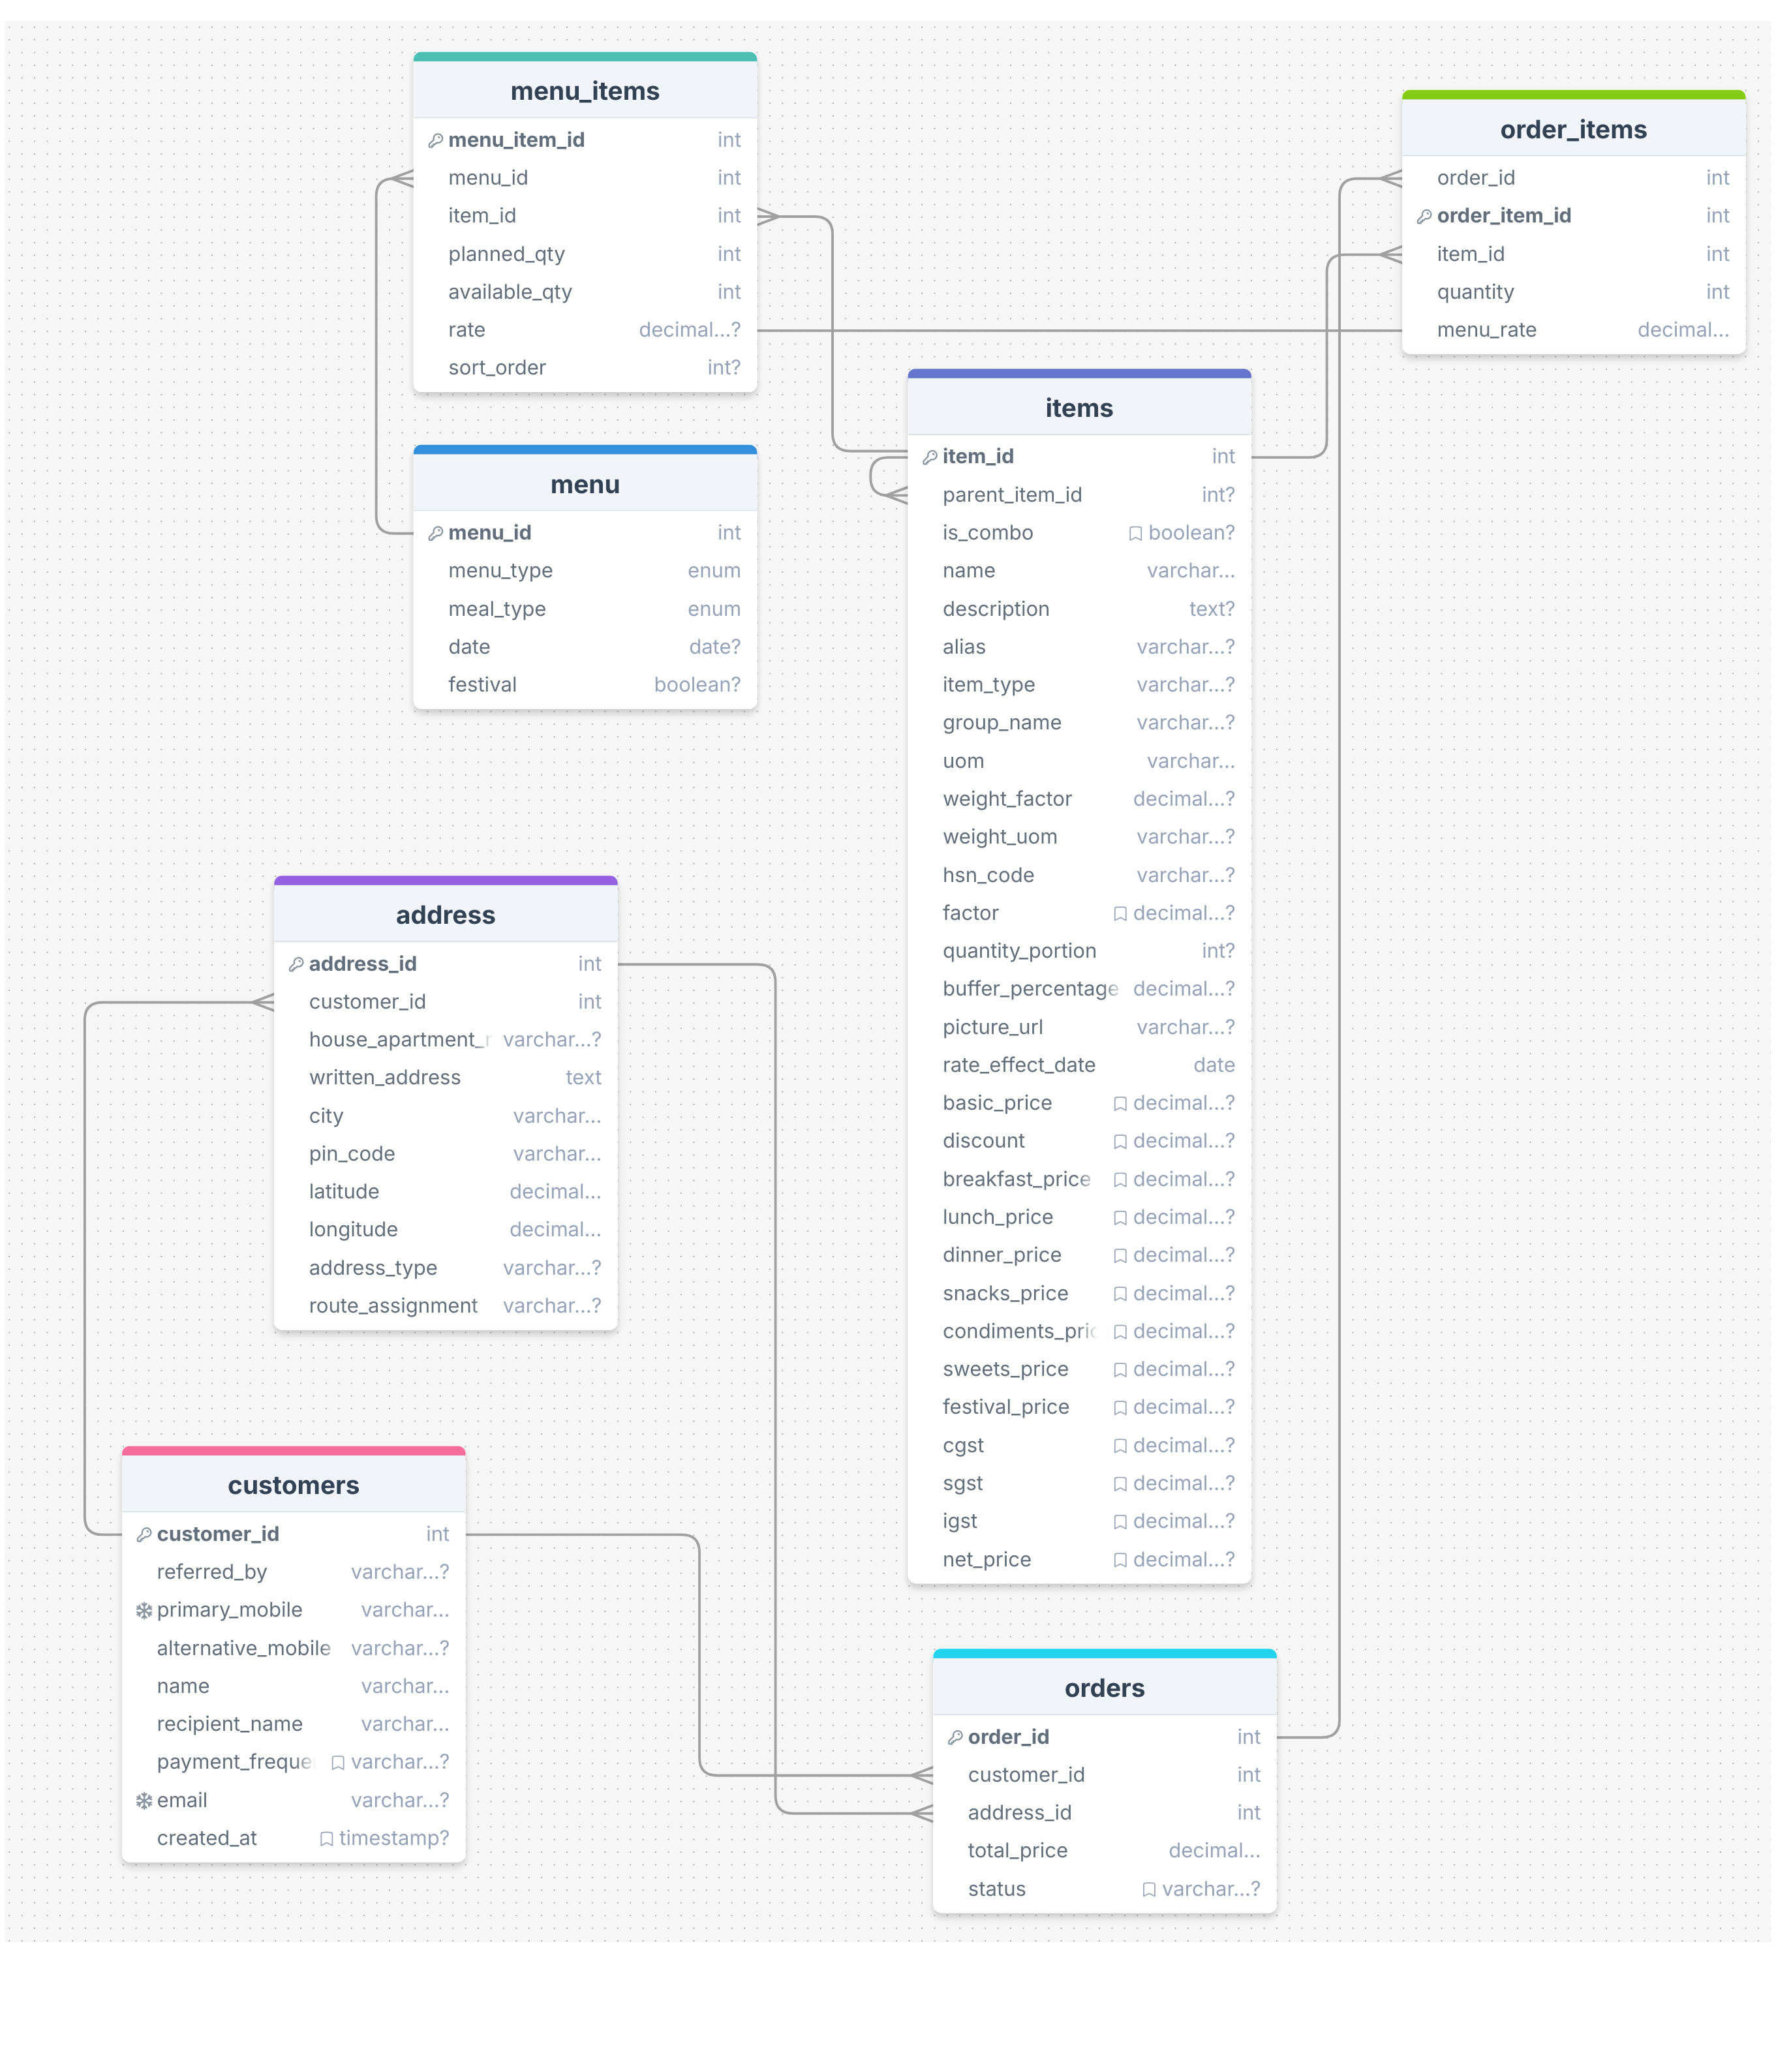 menu_items
menu_item_id int
menu_id int
item_id int
planned_qty int
available_qty int
rate decimal...?
sort_order int?
order_items
order_id int
order_item_id int
item_id int
quantity int
menu_rate decimal...
menu
menu_id int
menu_type enum
meal_type enum
date date?
festival boolean?
items
item_id int
parent_item_id int?
is_combo boolean?
name varchar...
description text?
alias varchar...?
item_type varchar...?
group_name varchar...?
uom varchar...
weight_factor decimal...?
weight_uom varchar...?
hsn_code varchar...?
factor decimal...?
quantity_portion int?
buffer_percentage decimal...?
picture_url varchar...?
rate_effect_date date
basic_price decimal...?
discount decimal...?
breakfast_price decimal...?
lunch_price decimal...?
dinner_price decimal...?
snacks_price decimal...?
condiments_pric decimal...?
sweets_price decimal...?
festival_price decimal...?
cgst decimal...?
sgst decimal...?
igst decimal...?
net_price decimal...?
address
address_id int
customer_id int
house_apartment_ varchar...?
written_address text
city varchar...
pin_code varchar...
latitude decimal...
longitude decimal...
address_type varchar...?
route_assignment varchar...?
customers
customer_id int
referred_by varchar...?
primary_mobile varchar...
alternative_mobile varchar...?
name varchar...
recipient_name varchar...
payment_freque varchar...?
email varchar...?
created_at timestamp?
orders
order_id int
customer_id int
address_id int
total_price decimal...
status varchar...?